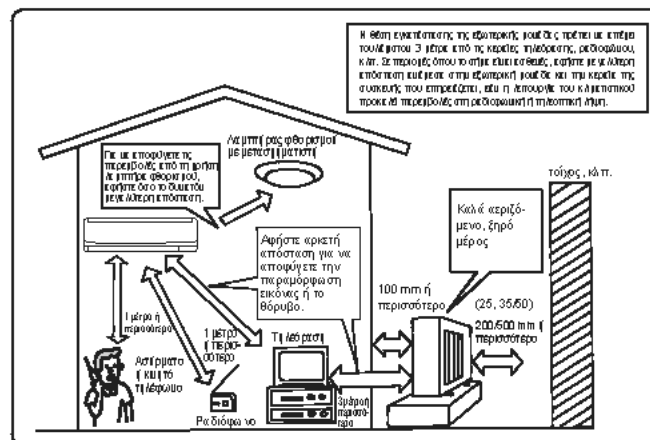 Η θέση εγκατάστασης της εξωτερικής μονάδας πρέπει να απέχει
τουλάχιστον 3 μέτρα από τις κεραίες τηλεόρασης, ραδιοφώνου,
κλπ. Σε περιοχές όπου το σήμα είναι ασθενές, αφήστε μεγαλύτερη
απόσταση ανάμεσα στην εξωτερική μονάδα και την κεραία της
συσκευής που επηρεάζεται, εάν η λειτουργία του κλιματιστικού
προκαλεί παρεμβολές στη ραδιοφωνική ή τηλεοπτική λήψη.
Λαμπτήρας φθορισμού
με μετασχηματιστή
Για να αποφύγετε τις
παρεμβολές από τη χρήση
λαμπτήρα φθορισμού,
αφήστε όσο το δυνατόν
μεγαλύτερη απόσταση.
τοίχος, κλπ.
Καλά αεριζό-
μενο, ξηρό
μέρος
Αφήστε αρκετή
απόσταση για να
αποφύγετε την
παραμόρφωση
εικόνας ή το
θόρυβο.
100 mm ή
περισσότερο
(25, 35/50)
200/500 mm ή
περισσότερο
1 μέτρο ή
περισσότερο
1 μέτρο
ή περισ-
σότερο
Τηλεόραση
Ασύρματο
ή κινητό
τηλέφωνο
Ραδιόφωνο
3 μέτρα ή
περισσό-
τερο